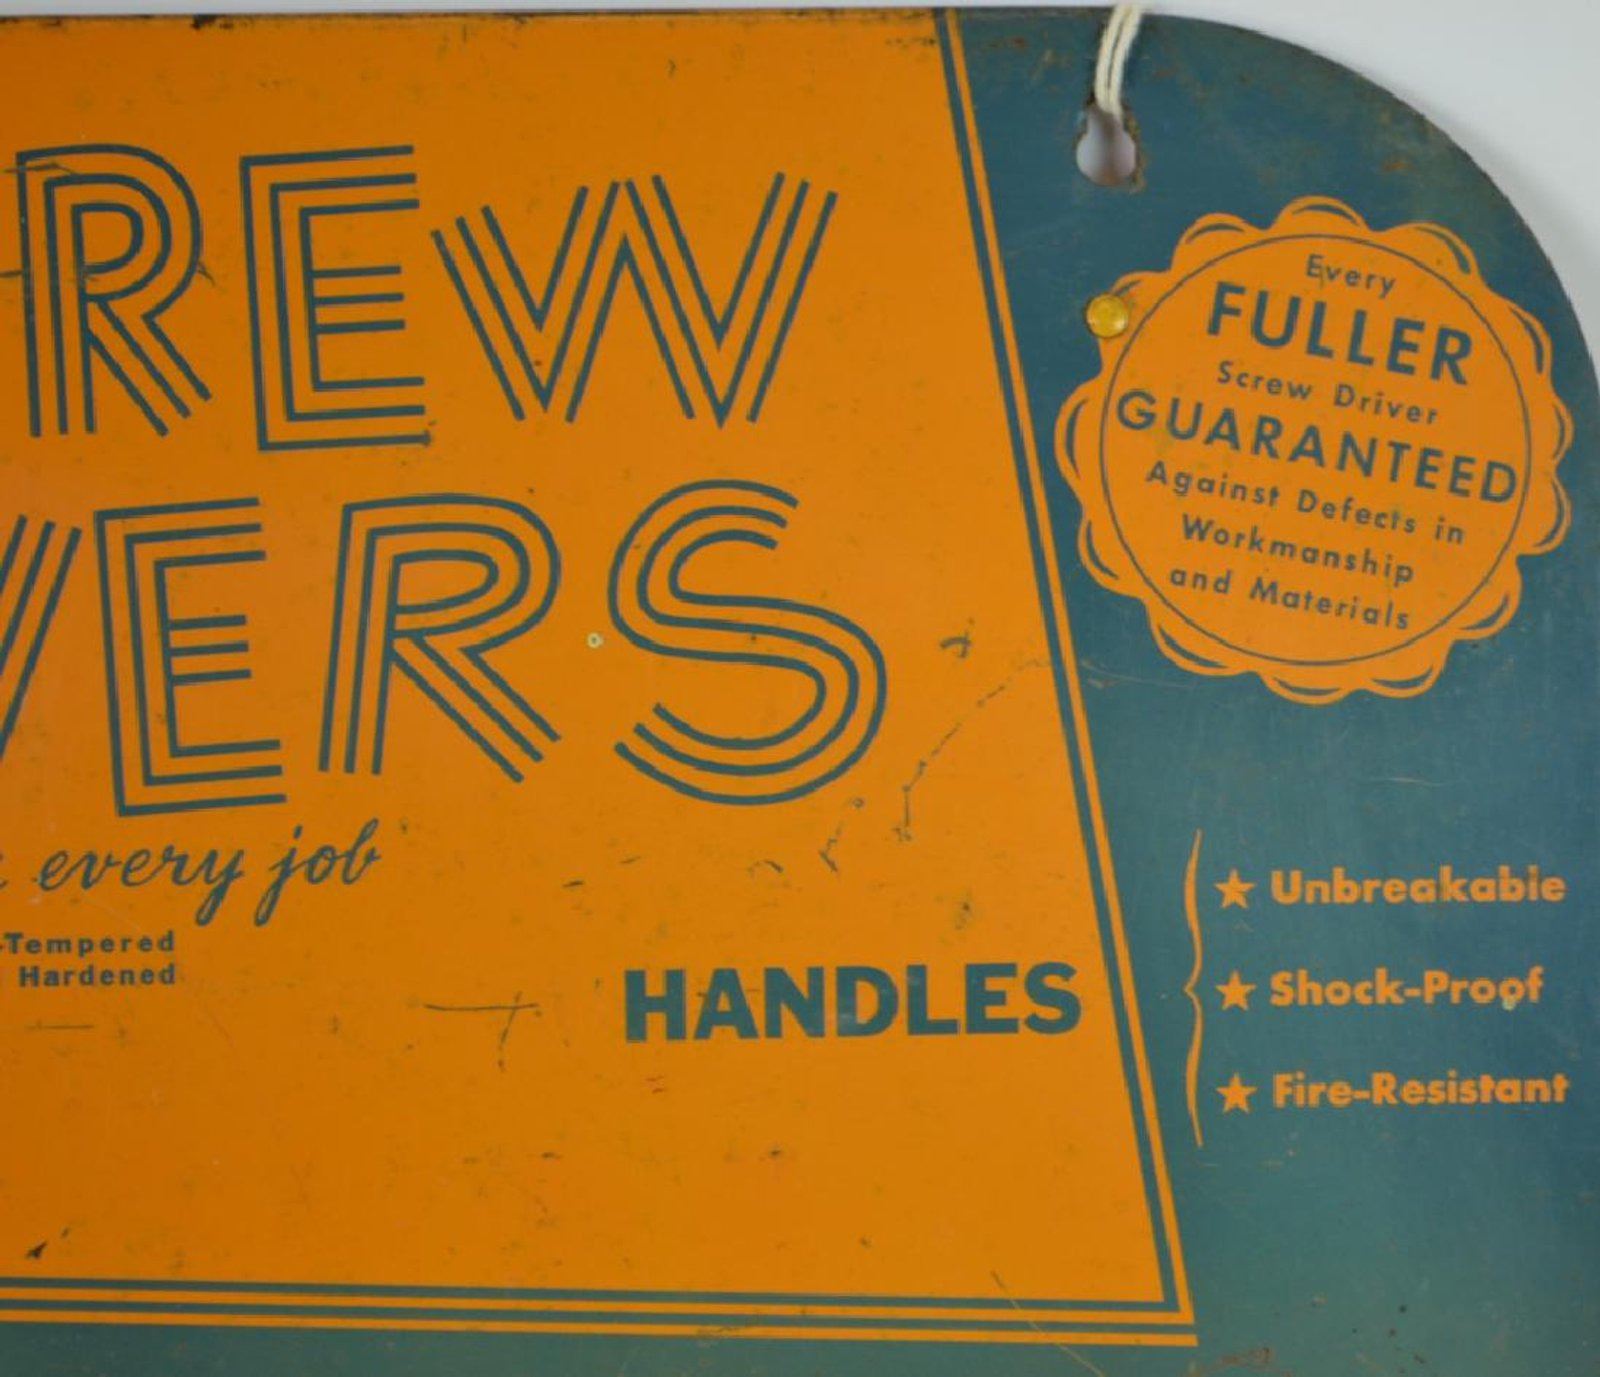 REW
VERS
every job
-Tempered
Hardened
HANDLES
Every
FULLER
Screw Driver
GUARANTEED
Against Defects in
Workmanship
and Materials
★ Unbreakable
★ Shock-Proof
★ Fire-Resistant